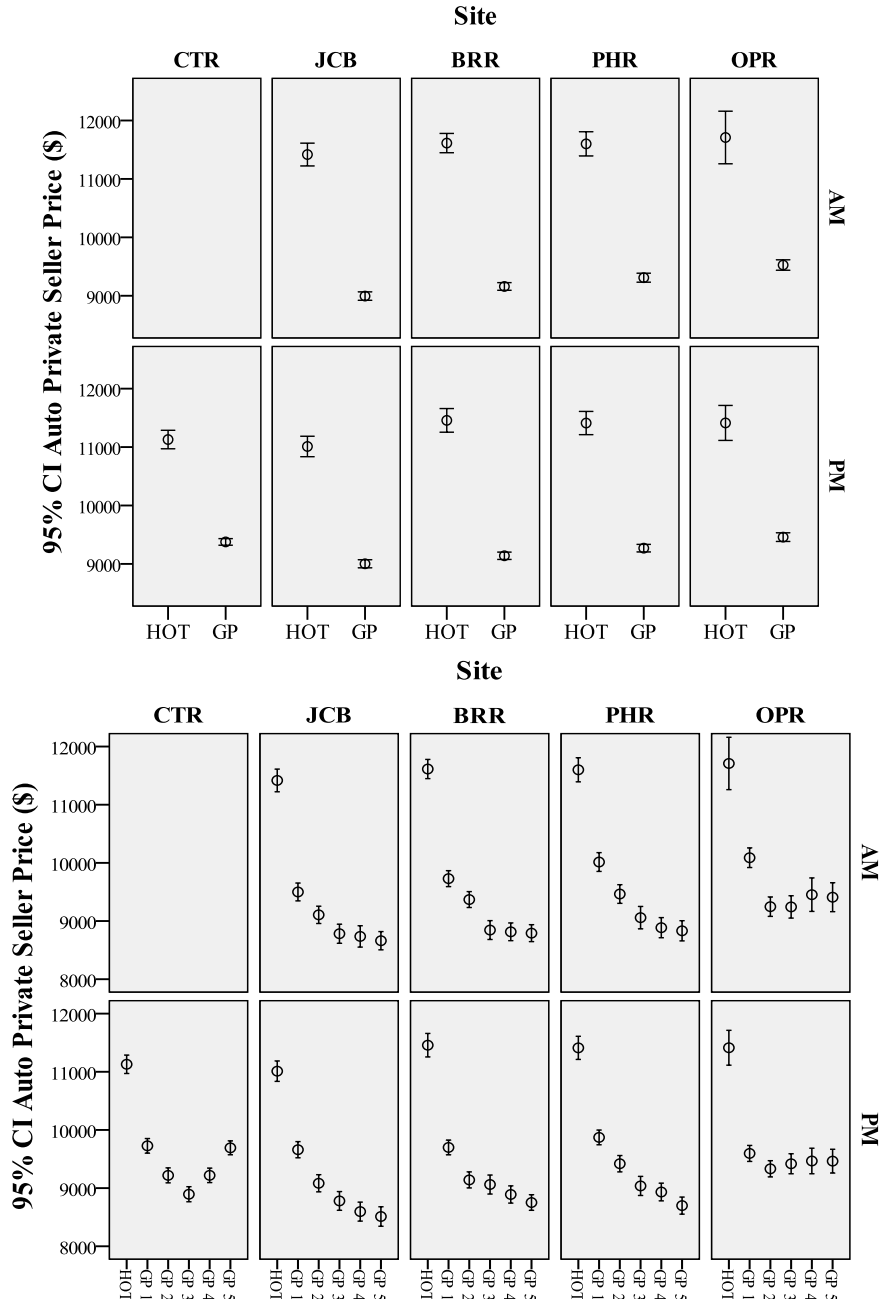 Site
CTR JCB BRR PHR OPR
95% CI Auto Private Seller Price ($)
12000
11000
10000
9000
AM
12000
11000
10000
9000
PM
HOT GP HOT GP HOT GP HOT GP HOT GP
Site
CTR JCB BRR PHR OPR
95% CI Auto Private Seller Price ($)
12000
11000
10000
9000
8000
AM
12000
11000
10000
9000
8000
PM
HOT GP 1 GP 2 GP 3 GP 4 GP 5 HOT GP 1 GP 2 GP 3 GP 4 GP 5 HOT GP 1 GP 2 GP 3 GP 4 GP 5 HOT GP 1 GP 2 GP 3 GP 4 GP 5 HOT GP 1 GP 2 GP 3 GP 4 GP 5